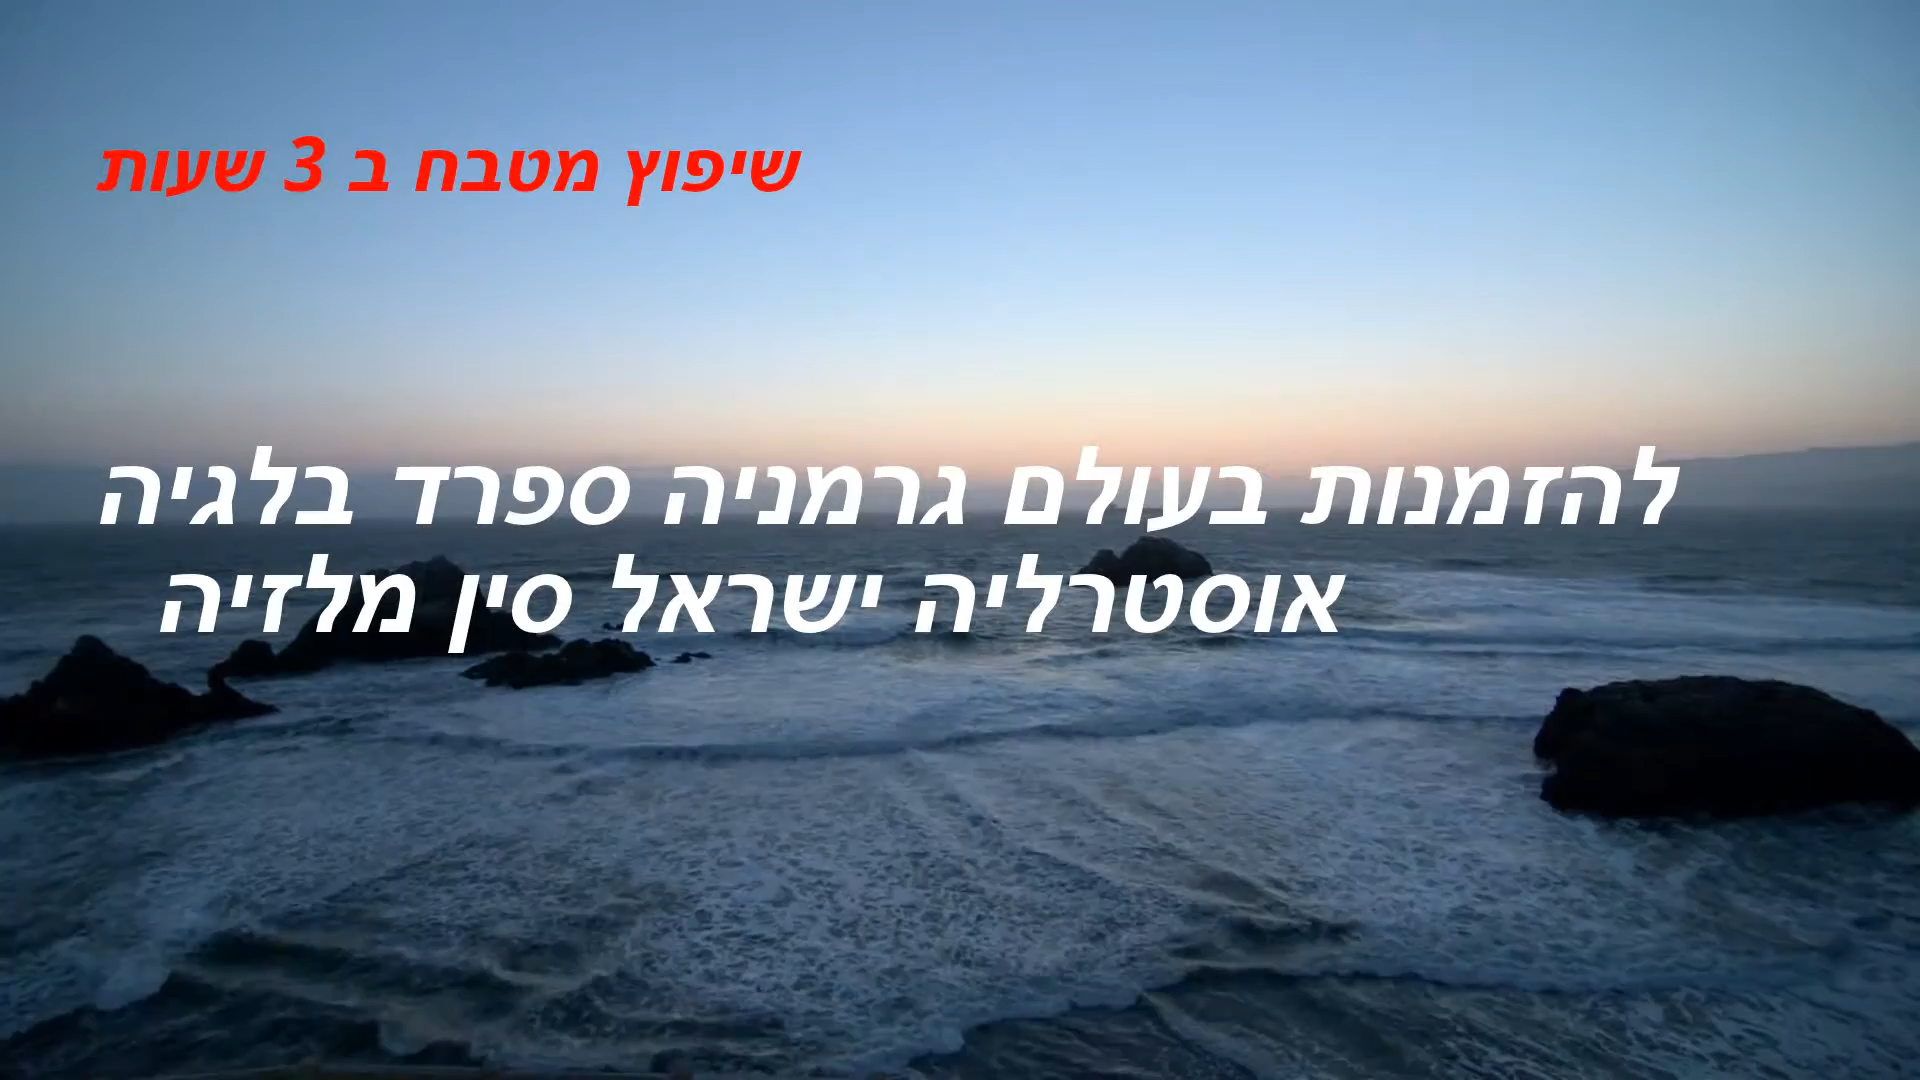 שיפוץ מטבח ב 3 שעות
להזמנות בעולם גרמניה ספרד בלגיה
אוסטרליה ישראל סין מלזיה